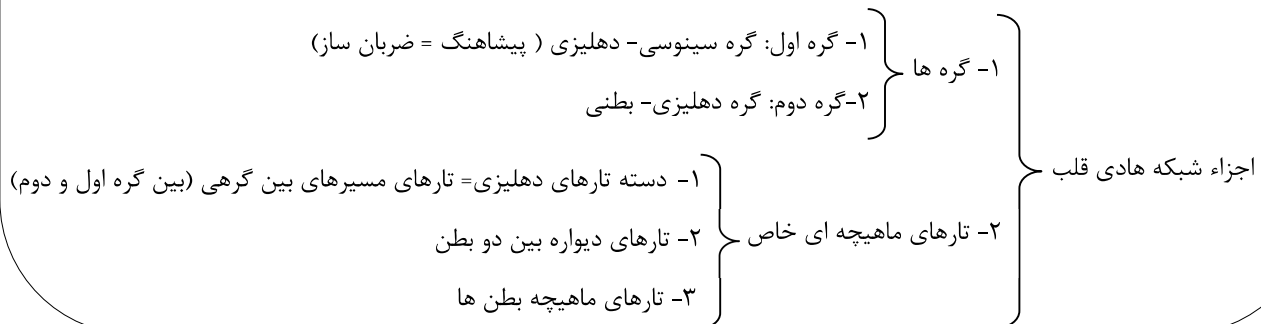 ۱- گره اول: گره سینوسی- دهلیزی ( پیشاهنگ = ضربان ساز)
۱- گره ها
۲-گره دوم: گره دهلیزی- بطنی
اجزاء شبکه هادی قلب
۱- دسته تارهای دهلیزی= تارهای مسیرهای بین گرهی (بین گره اول و دوم)
۲- تارهای ماهیچه ای خاص
۲- تارهای دیواره بین دو بطن
۳- تارهای ماهیچه بطن ها